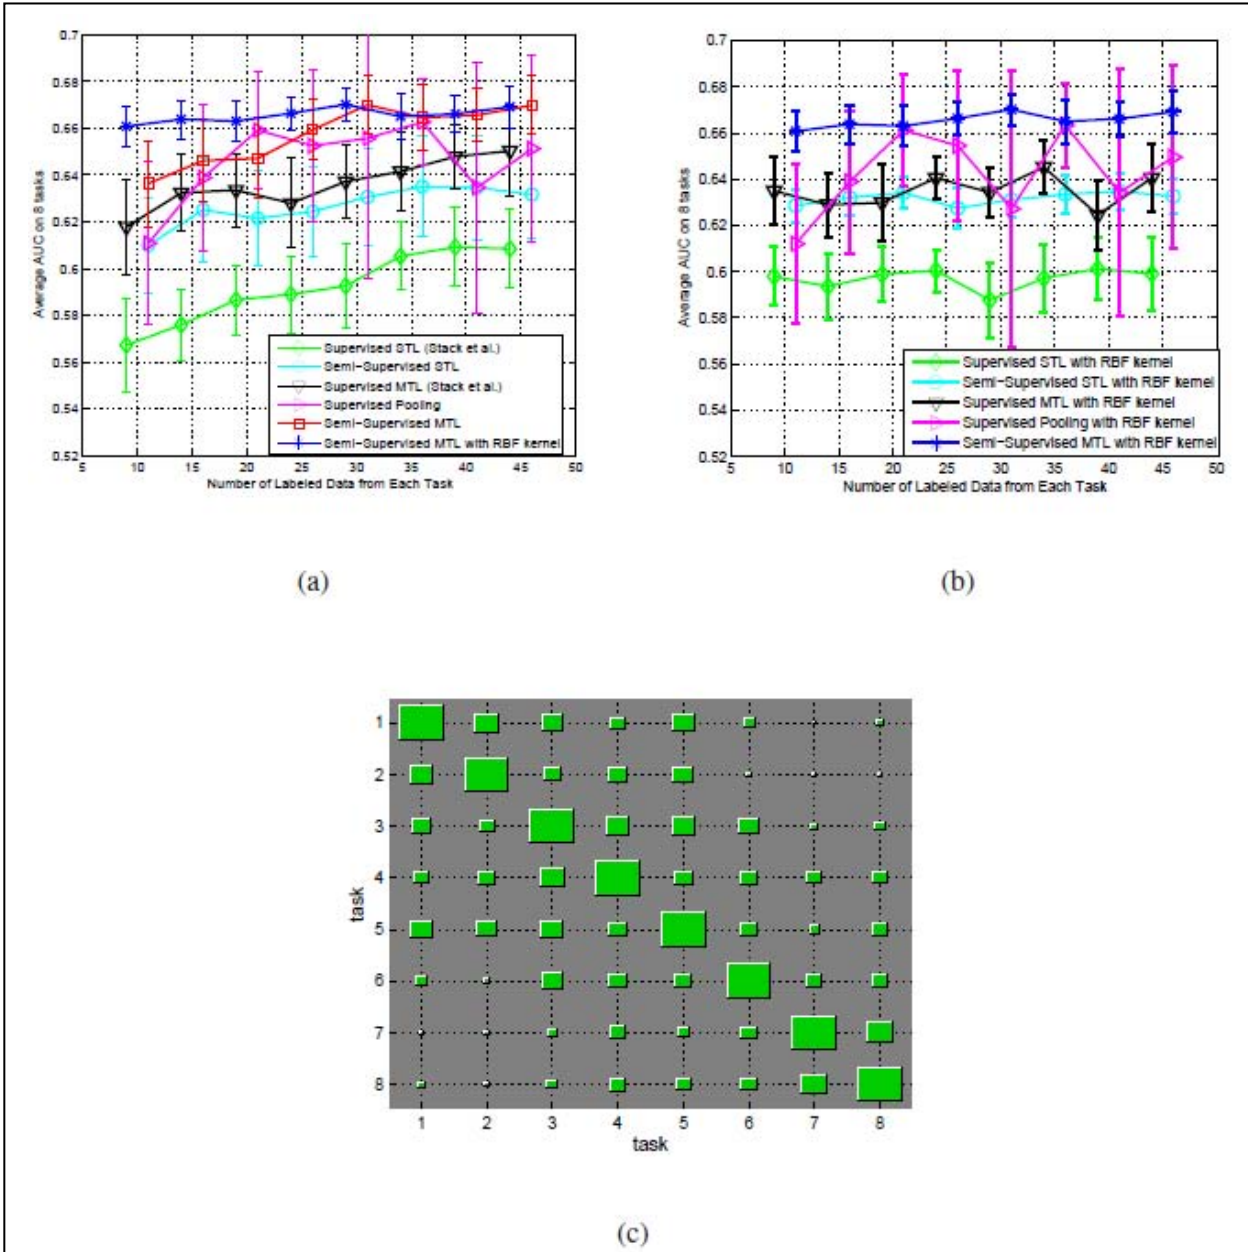 0.7
0.68
0.66
0.64
0.62
0.6
0.58
0.56
0.54
0.52
Average AUC on 8 tasks
Supervised STL (Stack et al.)
Semi-Supervised STL
Supervised MTL (Stack et al.)
Supervised Pooling
Semi-Supervised MTL
Semi-Supervised MTL with RBF kernel
5 10 15 20 25 30 35 40 45 50
Number of Labeled Data from Each Task
(a)
0.7
0.68
0.66
0.64
0.62
0.6
0.58
0.56
0.54
0.52
Average AUC on 8 tasks
Supervised STL with RBF kernel
Semi-Supervised STL with RBF kernel
Supervised MTL with RBF kernel
Supervised Pooling with RBF kernel
Semi-Supervised MTL with RBF kernel
5 10 15 20 25 30 35 40 45 50
Number of Labeled Data from Each Task
(b)
1
2
3
4
5
6
7
8
task
1 2 3 4 5 6 7 8
task
(c)